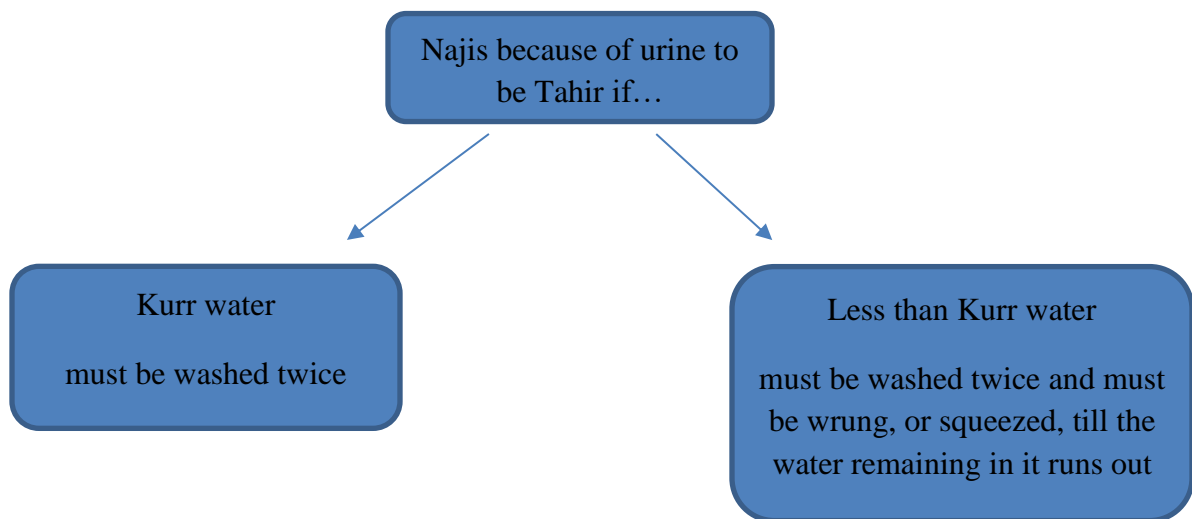 Najis because of urine to
be Tahir if…
Kurr water
must be washed twice
Less than Kurr water
must be washed twice and must
be wrung, or squeezed, till the
water remaining in it runs out